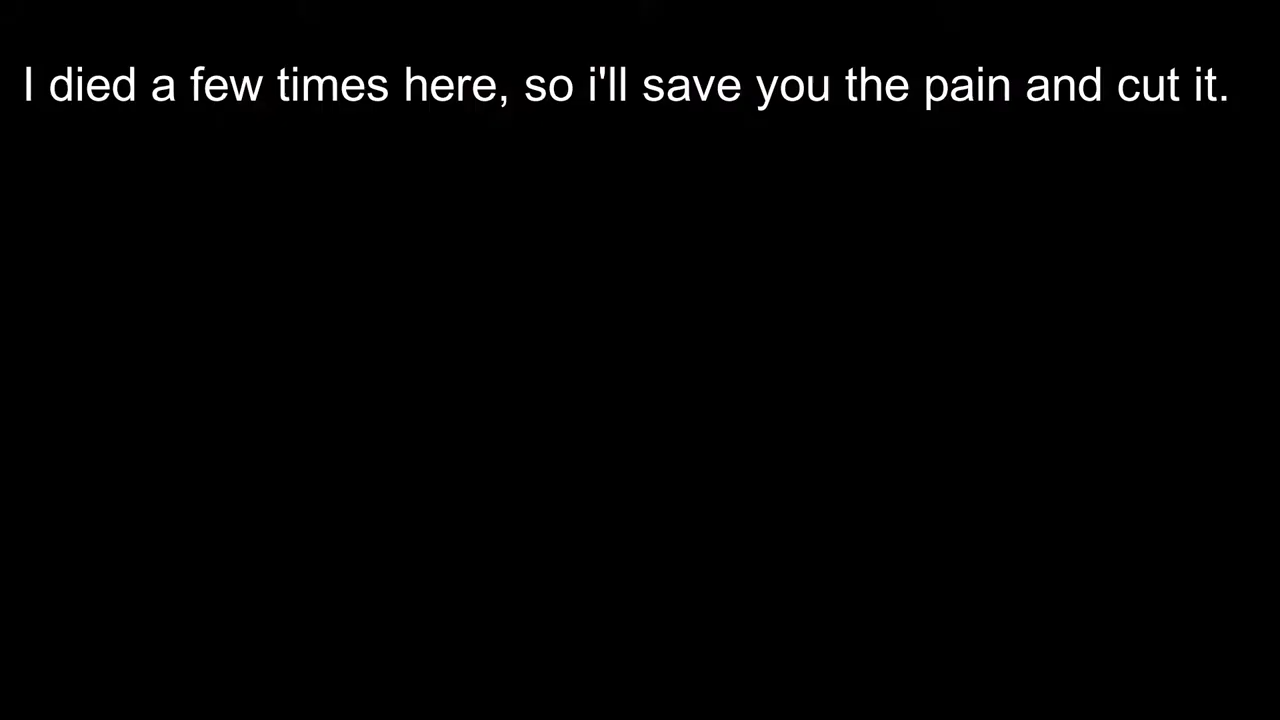 I died a few times here, so i'll save you the pain and cut it.